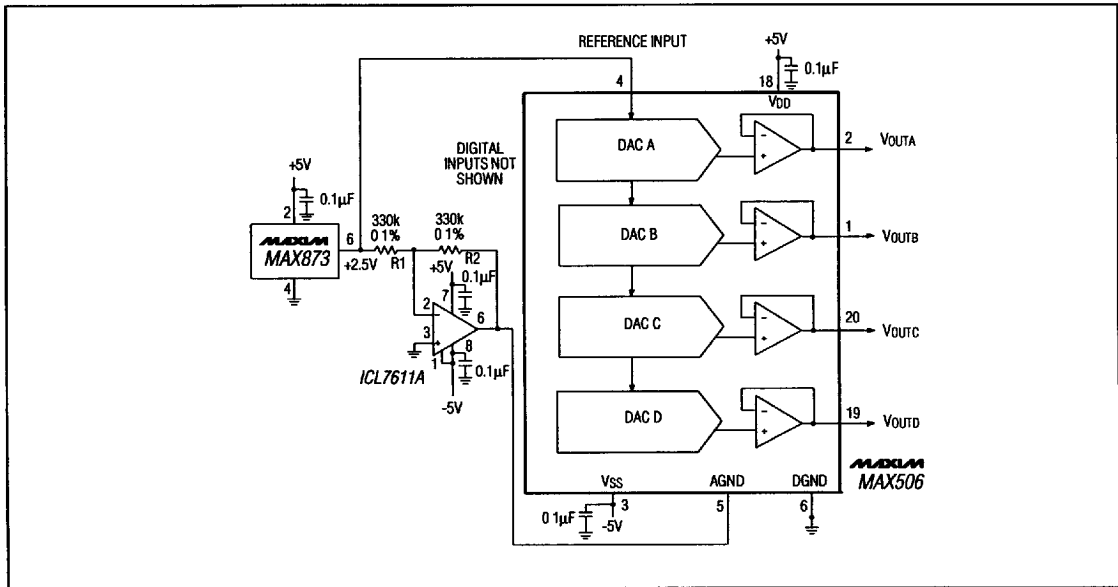 REFERENCE INPUT
+5V
0.1µF
4
18
VDD
DIGITAL
INPUTS NOT
SHOWN
DAC A
-
+
2
VOUTA
+5V
0.1µF
2
MAXIM
MAX873
6
+2.5V
4
330k
0 1%
R1
330k
0 1%
R2
+5V
0.1µF
7
2
-
3
+
6
1
8
0.1µF
ICL7611A
-5V
DAC B
-
+
1
VOUTB
DAC C
-
+
20
VOUTC
DAC D
-
+
19
VOUTD
MAXIM
MAX506
VSS
AGND
DGND
3
5
6
0 1µF
-5V